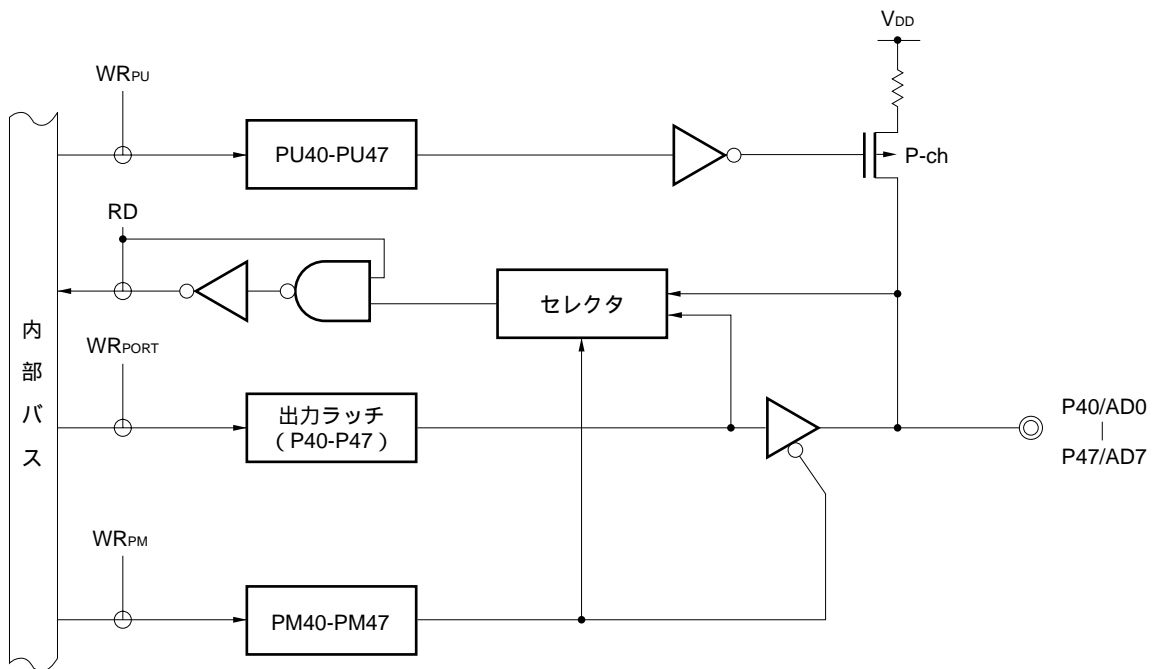 VDD
WRPU
PU40-PU47
P-ch
RD
セレクタ
内部バス
WRPORT
出力ラッチ
（P40-P47）
P40/AD0
P47/AD7
WRPM
PM40-PM47